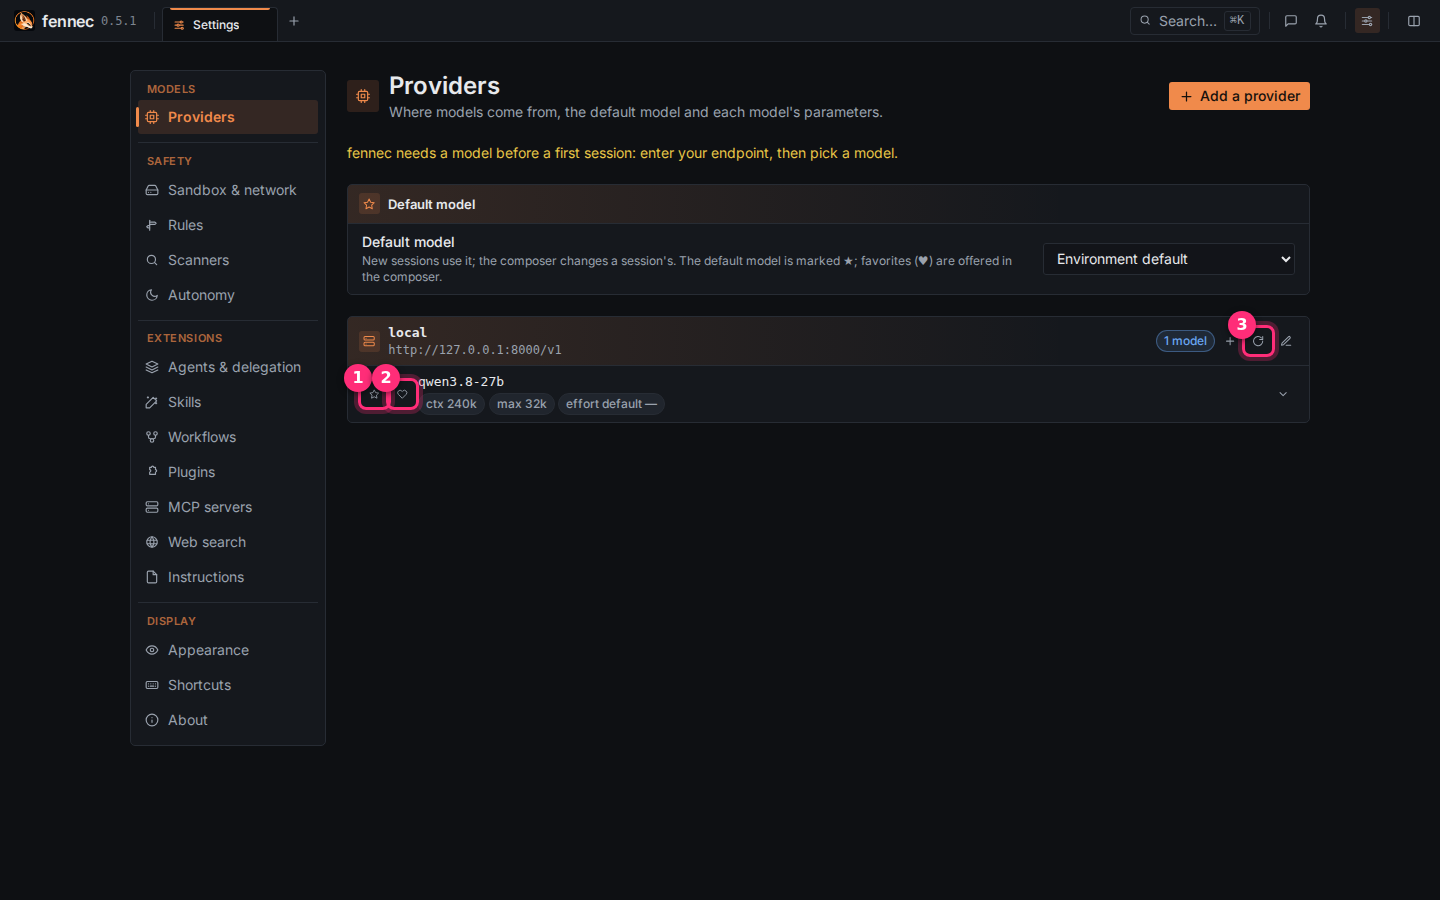 fennec 0.5.1
Settings
Search... ⌘K
MODELS
Providers
SAFETY
Sandbox & network
Rules
Scanners
Autonomy
EXTENSIONS
Agents & delegation
Skills
Workflows
Plugins
MCP servers
Web search
Instructions
DISPLAY
Appearance
Shortcuts
About
Providers
Where models come from, the default model and each model's parameters.
Add a provider
fennec needs a model before a first session: enter your endpoint, then pick a model.
Default model
Default model
New sessions use it; the composer changes a session's. The default model is marked ★; favorites (♥) are offered in
the composer.
Environment default
local
http://127.0.0.1:8000/v1
1 model
3
1 2
qwen3.8-27b
ctx 240k max 32k effort default —